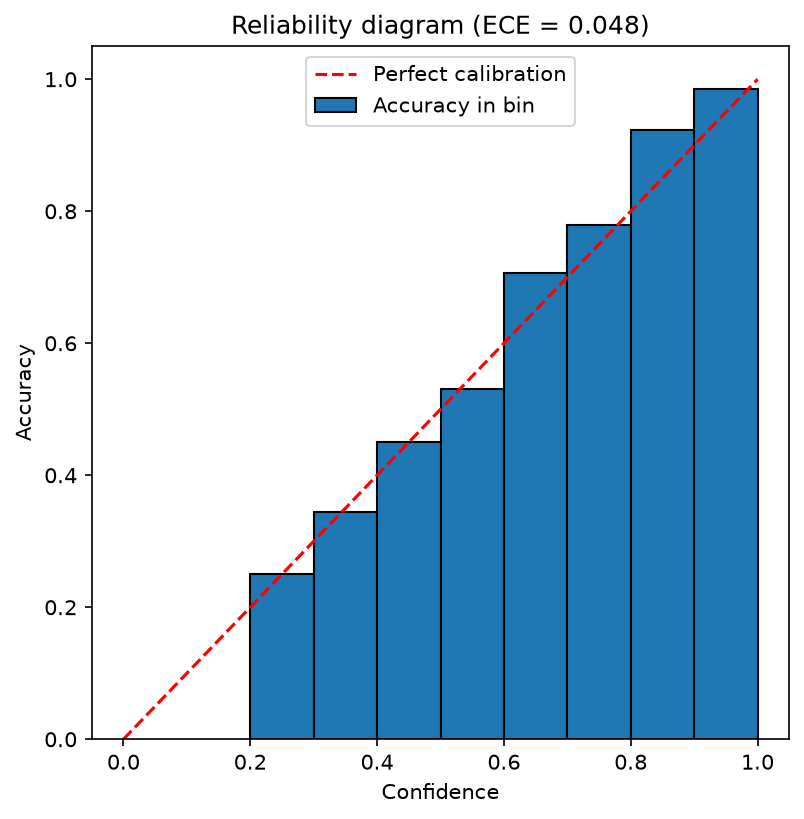 Reliability diagram (ECE = 0.048)
Perfect calibration
Accuracy in bin
1.0
0.8
0.6
0.4
0.2
0.0
Accuracy
0.0 0.2 0.4 0.6 0.8 1.0
Confidence